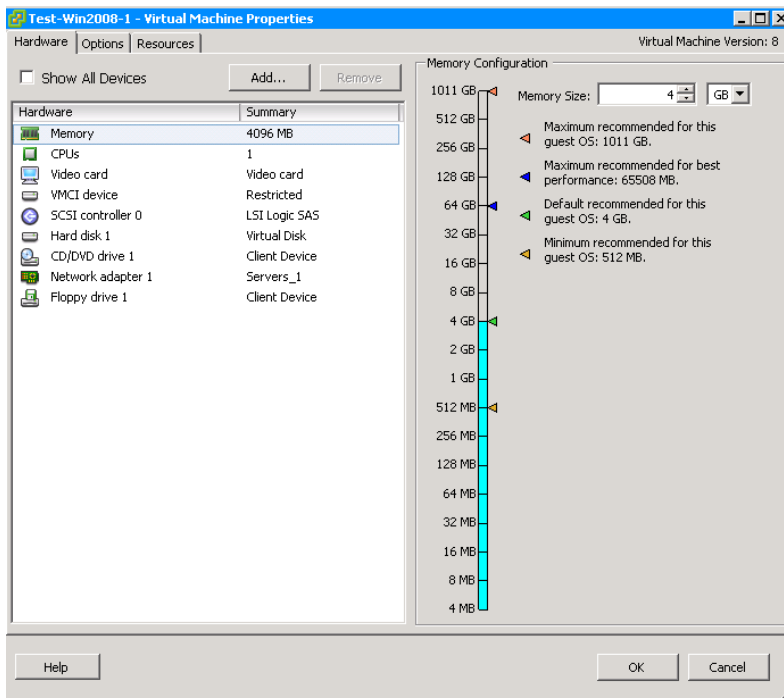 Test-Win2008-1 - Virtual Machine Properties
Hardware Options Resources
Virtual Machine Version: 8
Show All Devices
Add...
Remove
Hardware Summary
Memory 4096 MB
CPUs 1
Video card Video card
VMCI device Restricted
SCSI controller 0 LSI Logic SAS
Hard disk 1 Virtual Disk
CD/DVD drive 1 Client Device
Network adapter 1 Servers_1
Floppy drive 1 Client Device
Memory Configuration
1011 GB
512 GB
256 GB
128 GB
64 GB
32 GB
16 GB
8 GB
4 GB
2 GB
1 GB
512 MB
256 MB
128 MB
64 MB
32 MB
16 MB
8 MB
4 MB
Memory Size: 4 GB
Maximum recommended for this
guest OS: 1011 GB.
Maximum recommended for best
performance: 65508 MB.
Default recommended for this
guest OS: 4 GB.
Minimum recommended for this
guest OS: 512 MB.
Help
OK
Cancel